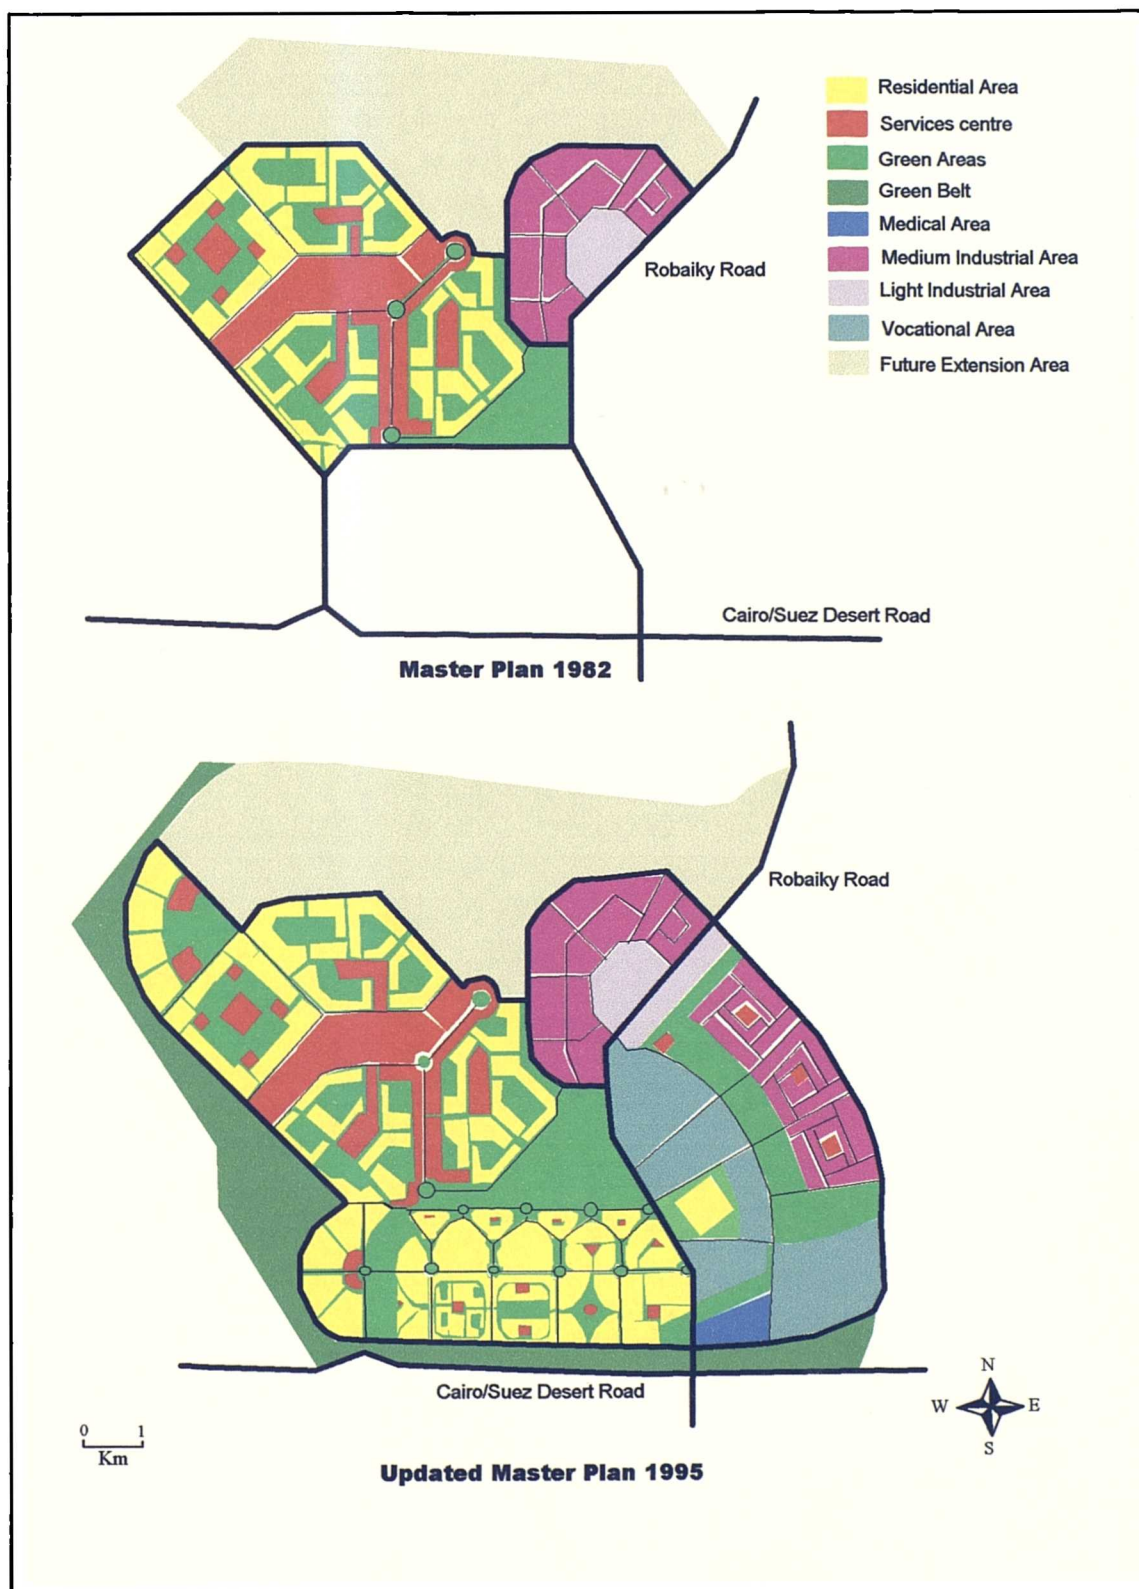 Residential Area
Services centre
Green Areas
Green Belt
Medical Area
Medium Industrial Area
Light Industrial Area
Vocational Area
Future Extension Area
Robaiky Road
Cairo/Suez Desert Road
Master Plan 1982
Robaiky Road
Cairo/Suez Desert Road
N
W E
S
0 1
Km
Updated Master Plan 1995